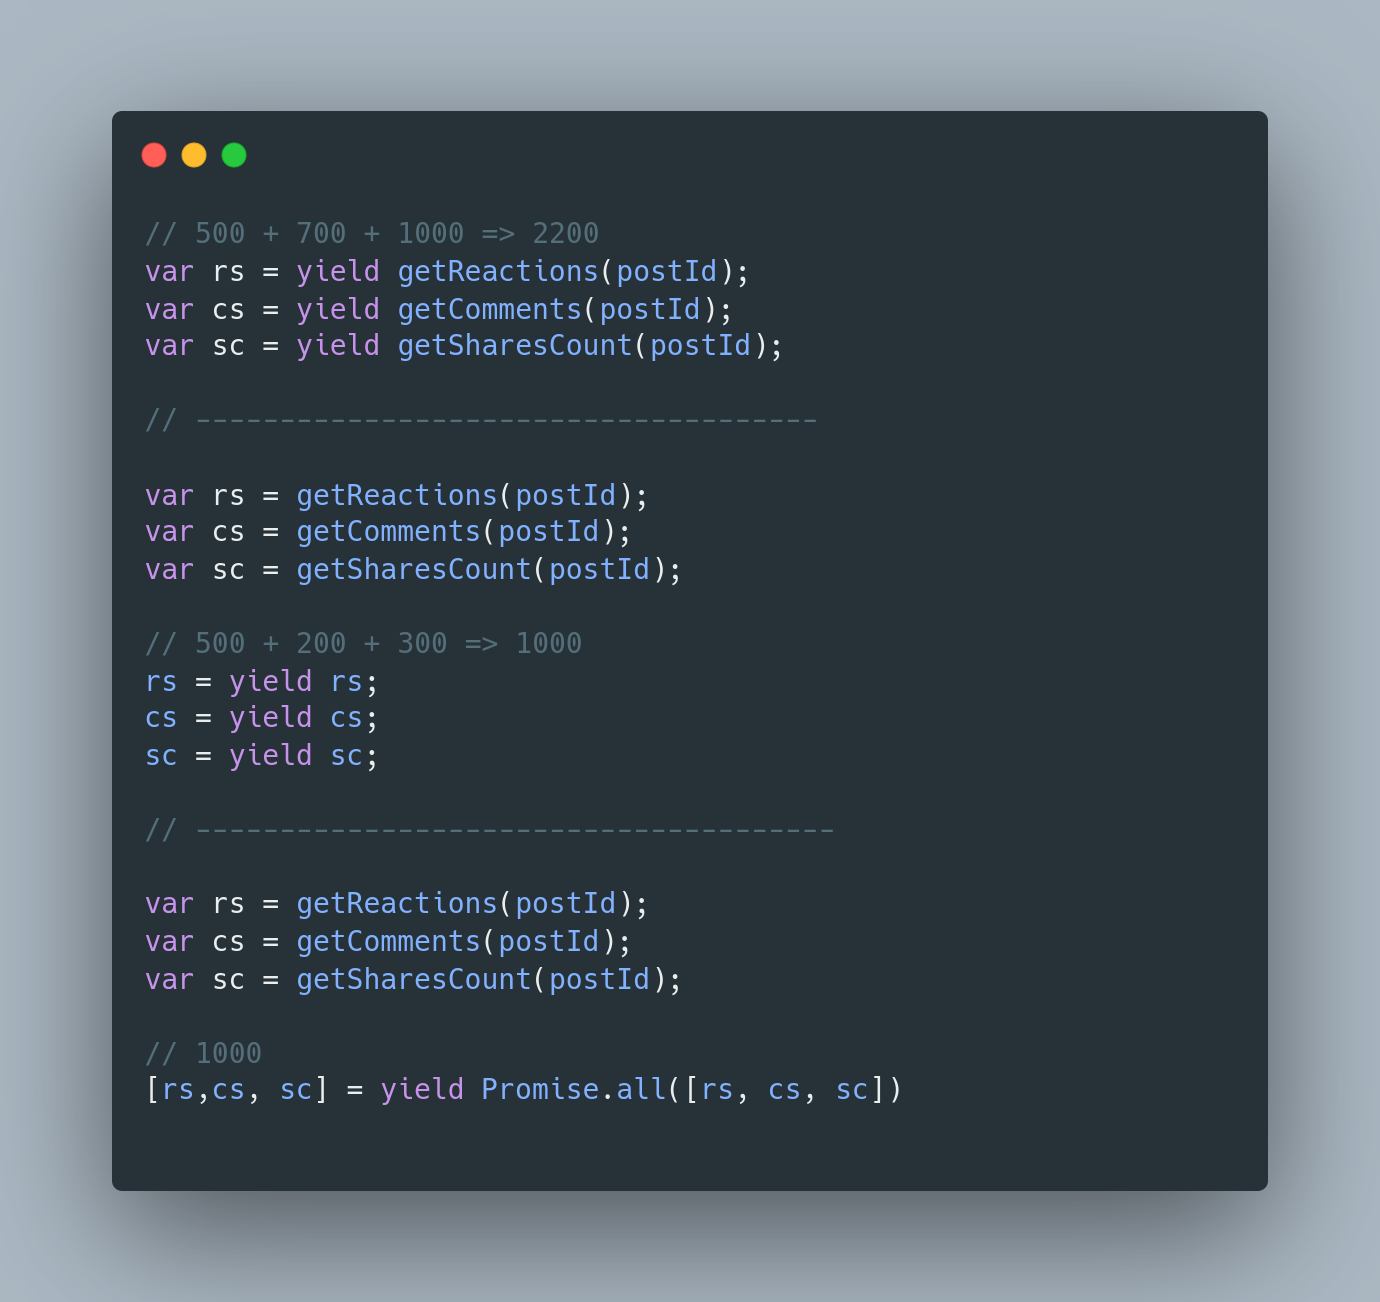 // 500 + 700 + 1000 => 2200
var rs = yield getReactions(postId);
var cs = yield getComments(postId);
var sc = yield getSharesCount(postId);
// -------------------------------------
var rs = getReactions(postId);
var cs = getComments(postId);
var sc = getSharesCount(postId);
// 500 + 200 + 300 => 1000
rs = yield rs;
cs = yield cs;
sc = yield sc;
// --------------------------------------
var rs = getReactions(postId);
var cs = getComments(postId);
var sc = getSharesCount(postId);
// 1000
[rs,cs, sc] = yield Promise.all([rs, cs, sc])